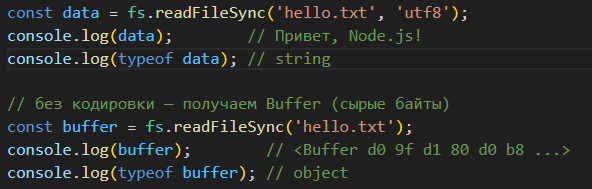 const data = fs.readFileSync('hello.txt', 'utf8');
console.log(data);         // Привет, Node.js!
console.log(typeof data); // string
// без кодировки — получаем Buffer (сырые байты)
const buffer = fs.readFileSync('hello.txt');
console.log(buffer);        // <Buffer d0 9f d1 80 d0 b8 ...>
console.log(typeof buffer); // object